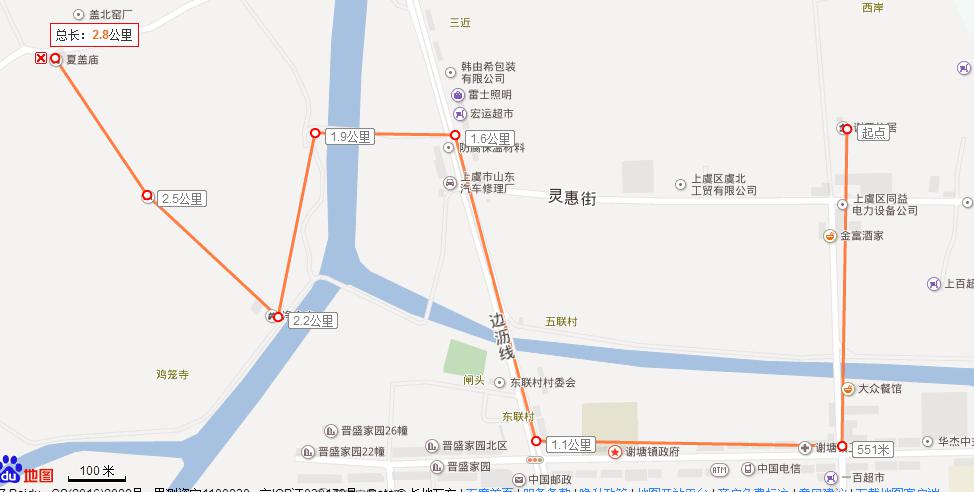 盖北窑厂
三近
西岸
总长：2.8公里
夏盖庙
韩由希包装
有限公司
雷士照明
宏运超市
1.9公里
1.6公里
防腐保温材料
起点
上虞市山东
汽车修理厂
灵惠街
上虞区虞北
工贸有限公司
2.5公里
上虞区同益
电力设备公司
金富酒家
上百超
2.2公里
边沥线
五联村
鸡笼寺
闸头
东联村村委会
大众餐馆
东联村
晋盛家园26幢
晋盛家园22幢
晋盛家园北区
晋盛家园
1.1公里
谢塘镇政府
谢塘
551米
华杰中
100 米
du 地图
中国邮政
ATM
中国电信
一百超市